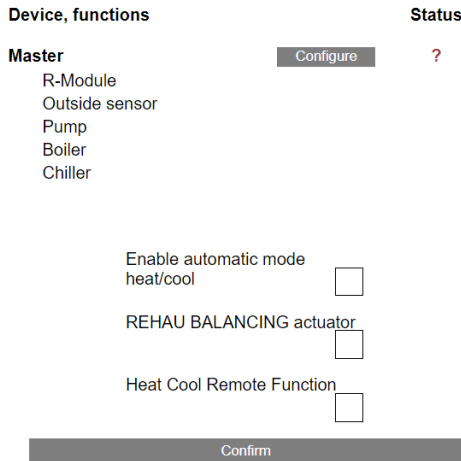 Device, functions Status
Master Configure ?
R-Module
Outside sensor
Pump
Boiler
Chiller
Enable automatic mode
heat/cool
REHAU BALANCING actuator
Heat Cool Remote Function
Confirm